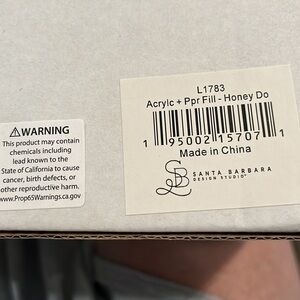 ⚠WARNING
This product may contain
chemicals including
lead known to the
State of California to cause
cancer, birth defects, or
other reproductive harm.
www.Prop65Warnings.ca.gov
L1783
Acrylc + Ppr Fill - Honey Do
1 95002 15707 1
Made in China
SB
SANTA BARBARA
DESIGN STUDIO®